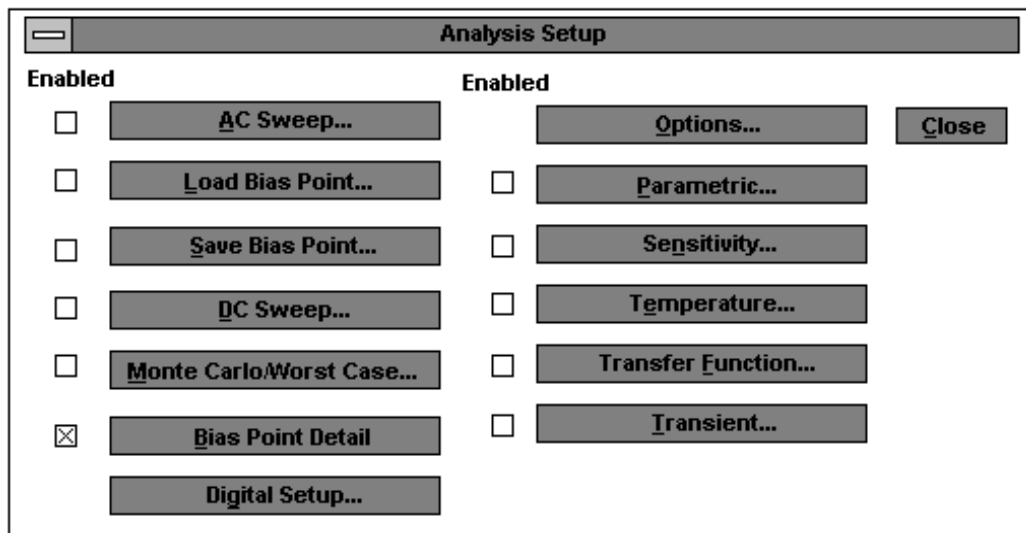 Analysis Setup
Enabled
AC Sweep...
Load Bias Point...
Save Bias Point...
DC Sweep...
Monte Carlo/Worst Case...
Bias Point Detail
Digital Setup...
Enabled
Options...
Parametric...
Sensitivity...
Temperature...
Transfer Function...
Transient...
Close